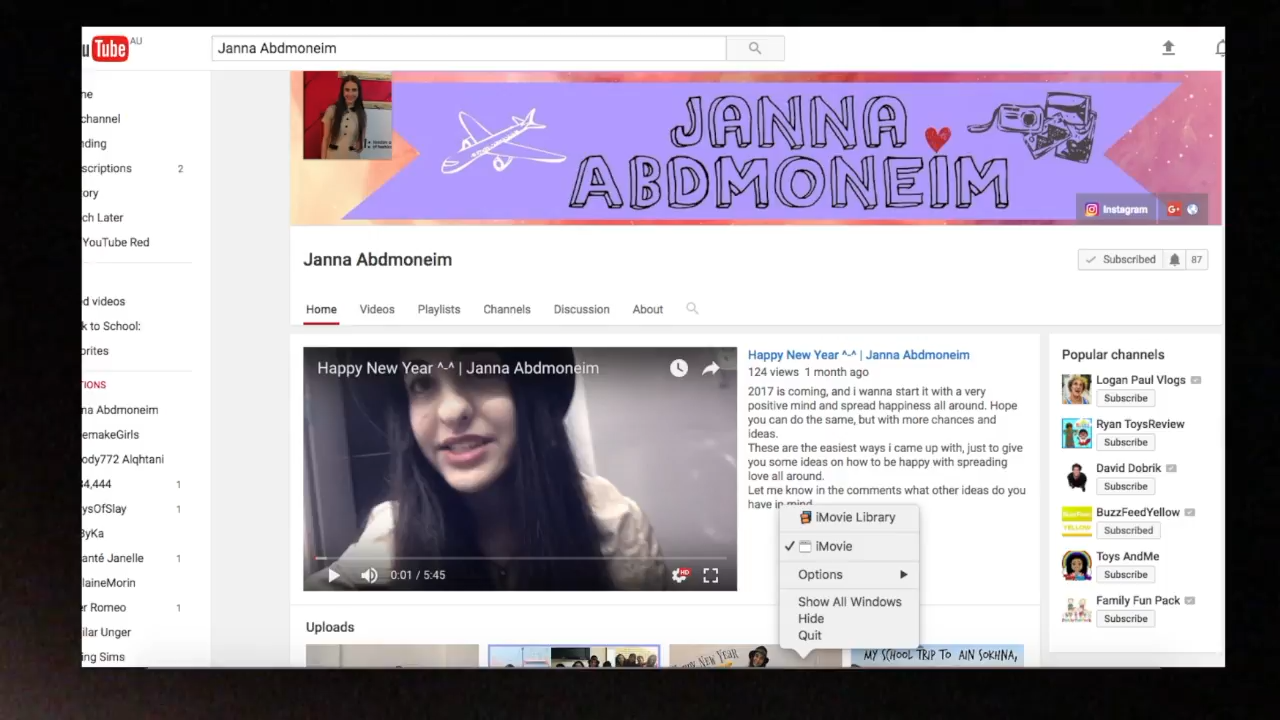 Tube AU
Janna Abdmoneim
JANNA
ABDMONEIM
Instagram
Janna Abdmoneim
Subscribed 87
Home Videos Playlists Channels Discussion About
scriptions 2
ory
ch Later
YouTube Red
d videos
k to School:
orites
IONS
na Abdmoneim
emakeGirls
ody772 Alqhtani
4,444 1
ysOfSlay 1
ByKa
anté Janelle 1
laineMorin
r Romeo 1
ilar Unger
ing Sims
Happy New Year ^-^ | Janna Abdmoneim
0:01 / 5:45
HD
Happy New Year ^-^ | Janna Abdmoneim
124 views 1 month ago
2017 is coming, and i wanna start it with a very
positive mind and spread happiness all around. Hope
you can do the same, but with more chances and
ideas.
These are the easiest ways i came up with, just to give
you some ideas on how to be happy with spreading
love all around.
Let me know in the comments what other ideas do you
have in mind
iMovie Library
iMovie
Options
Show All Windows
Hide
Quit
Popular channels
Logan Paul Vlogs
Subscribe
Ryan ToysReview
Subscribe
David Dobrik
Subscribe
BuzzFeedYellow
Subscribed
Toys AndMe
Subscribe
Family Fun Pack
Subscribe
Uploads
NEW YEAR
MY SCHOOL TRIP TO AIN SOKHNA,